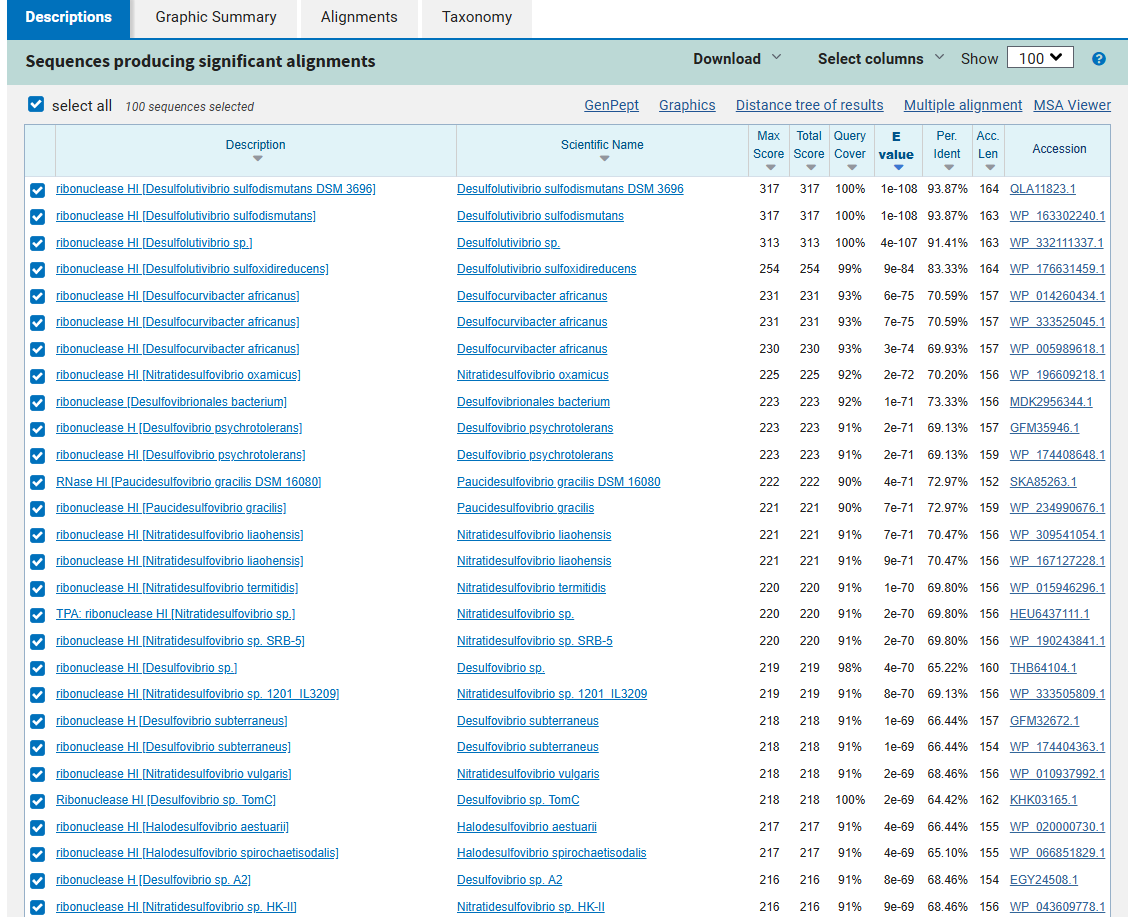 Descriptions Graphic Summary Alignments Taxonomy
Sequences producing significant alignments Download Select columns Show 100
select all 100 sequences selected GenPept Graphics Distance tree of results Multiple alignment MSA Viewer
Description Scientific Name Max Score Total Score Query Cover E value Per. Ident Acc. Len Accession
ribonuclease HI [Desulfolutivibrio sulfodismutans DSM 3696] Desulfolutivibrio sulfodismutans DSM 3696 317 317 100% 1e-108 93.87% 164 QLA11823.1
ribonuclease HI [Desulfolutivibrio sulfodismutans] Desulfolutivibrio sulfodismutans 317 317 100% 1e-108 93.87% 163 WP_163302240.1
ribonuclease HI [Desulfolutivibrio sp.] Desulfolutivibrio sp. 313 313 100% 4e-107 91.41% 163 WP_332111337.1
ribonuclease HI [Desulfolutivibrio sulfoxidireducens] Desulfolutivibrio sulfoxidireducens 254 254 99% 9e-84 83.33% 164 WP_176631459.1
ribonuclease HI [Desulfocurvibacter africanus] Desulfocurvibacter africanus 231 231 93% 6e-75 70.59% 157 WP_014260434.1
ribonuclease HI [Desulfocurvibacter africanus] Desulfocurvibacter africanus 231 231 93% 7e-75 70.59% 157 WP_333525045.1
ribonuclease HI [Desulfocurvibacter africanus] Desulfocurvibacter africanus 230 230 93% 3e-74 69.93% 157 WP_005989618.1
ribonuclease HI [Nitratidesulfovibrio oxamicus] Nitratidesulfovibrio oxamicus 225 225 92% 2e-72 70.20% 156 WP_196609218.1
ribonuclease [Desulfovibrionales bacterium] Desulfovibrionales bacterium 223 223 92% 1e-71 73.33% 156 MDK2956344.1
ribonuclease H [Desulfovibrio psychrotolerans] Desulfovibrio psychrotolerans 223 223 91% 2e-71 69.13% 157 GFM35946.1
ribonuclease HI [Desulfovibrio psychrotolerans] Desulfovibrio psychrotolerans 223 223 91% 2e-71 69.13% 159 WP_174408648.1
RNase HI [Paucidesulfovibrio gracilis DSM 16080] Paucidesulfovibrio gracilis DSM 16080 222 222 90% 4e-71 72.97% 152 SKA85263.1
ribonuclease HI [Paucidesulfovibrio gracilis] Paucidesulfovibrio gracilis 221 221 90% 7e-71 72.97% 159 WP_234990676.1
ribonuclease HI [Nitratidesulfovibrio liaohensis] Nitratidesulfovibrio liaohensis 221 221 91% 7e-71 70.47% 156 WP_309541054.1
ribonuclease HI [Nitratidesulfovibrio liaohensis] Nitratidesulfovibrio liaohensis 221 221 91% 9e-71 70.47% 156 WP_167127228.1
ribonuclease HI [Nitratidesulfovibrio termitidis] Nitratidesulfovibrio termitidis 220 220 91% 1e-70 69.80% 156 WP_015946296.1
TPA: ribonuclease HI [Nitratidesulfovibrio sp.] Nitratidesulfovibrio sp. 220 220 91% 2e-70 69.80% 156 HEU6437111.1
ribonuclease HI [Nitratidesulfovibrio sp. SRB-5] Nitratidesulfovibrio sp. SRB-5 220 220 91% 2e-70 69.80% 156 WP_190243841.1
ribonuclease HI [Desulfovibrio sp.] Desulfovibrio sp. 219 219 98% 4e-70 65.22% 160 THB64104.1
ribonuclease HI [Nitratidesulfovibrio sp. 1201_IL3209] Nitratidesulfovibrio sp. 1201_IL3209 219 219 91% 8e-70 69.13% 156 WP_333505809.1
ribonuclease H [Desulfovibrio subterraneus] Desulfovibrio subterraneus 218 218 91% 1e-69 66.44% 157 GFM32672.1
ribonuclease HI [Desulfovibrio subterraneus] Desulfovibrio subterraneus 218 218 91% 1e-69 66.44% 154 WP_174404363.1
ribonuclease HI [Nitratidesulfovibrio vulgaris] Nitratidesulfovibrio vulgaris 218 218 91% 2e-69 68.46% 156 WP_010937992.1
Ribonuclease HI [Desulfovibrio sp. TomC] Desulfovibrio sp. TomC 218 218 100% 2e-69 64.42% 162 KHK03165.1
ribonuclease HI [Halodesulfovibrio aestuarii] Halodesulfovibrio aestuarii 217 217 91% 4e-69 66.44% 155 WP_020000730.1
ribonuclease HI [Halodesulfovibrio spirochaetisodalis] Halodesulfovibrio spirochaetisodalis 217 217 91% 4e-69 65.10% 155 WP_066851829.1
ribonuclease H [Desulfovibrio sp. A2] Desulfovibrio sp. A2 216 216 91% 8e-69 68.46% 154 EGY24508.1
ribonuclease HI [Nitratidesulfovibrio sp. HK-II] Nitratidesulfovibrio sp. HK-II 216 216 91% 9e-69 68.46% 156 WP_043609778.1